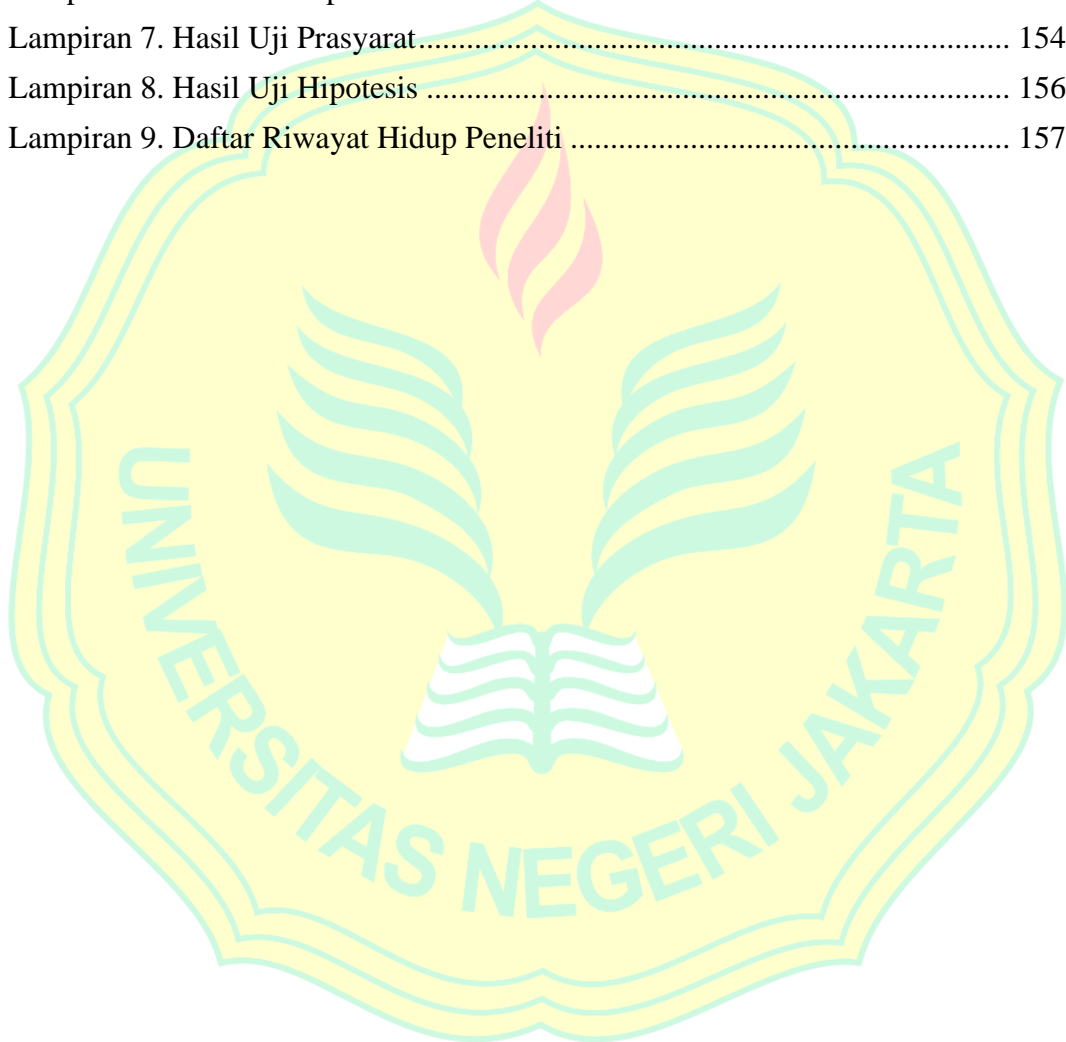 Lampiran 7. Hasil Uji Prasyarat.......................................................................... 154
Lampiran 8. Hasil Uji Hipotesis ......................................................................... 156
Lampiran 9. Daftar Riwayat Hidup Peneliti ....................................................... 157
UNIVERSITAS NEGERI JAKARTA